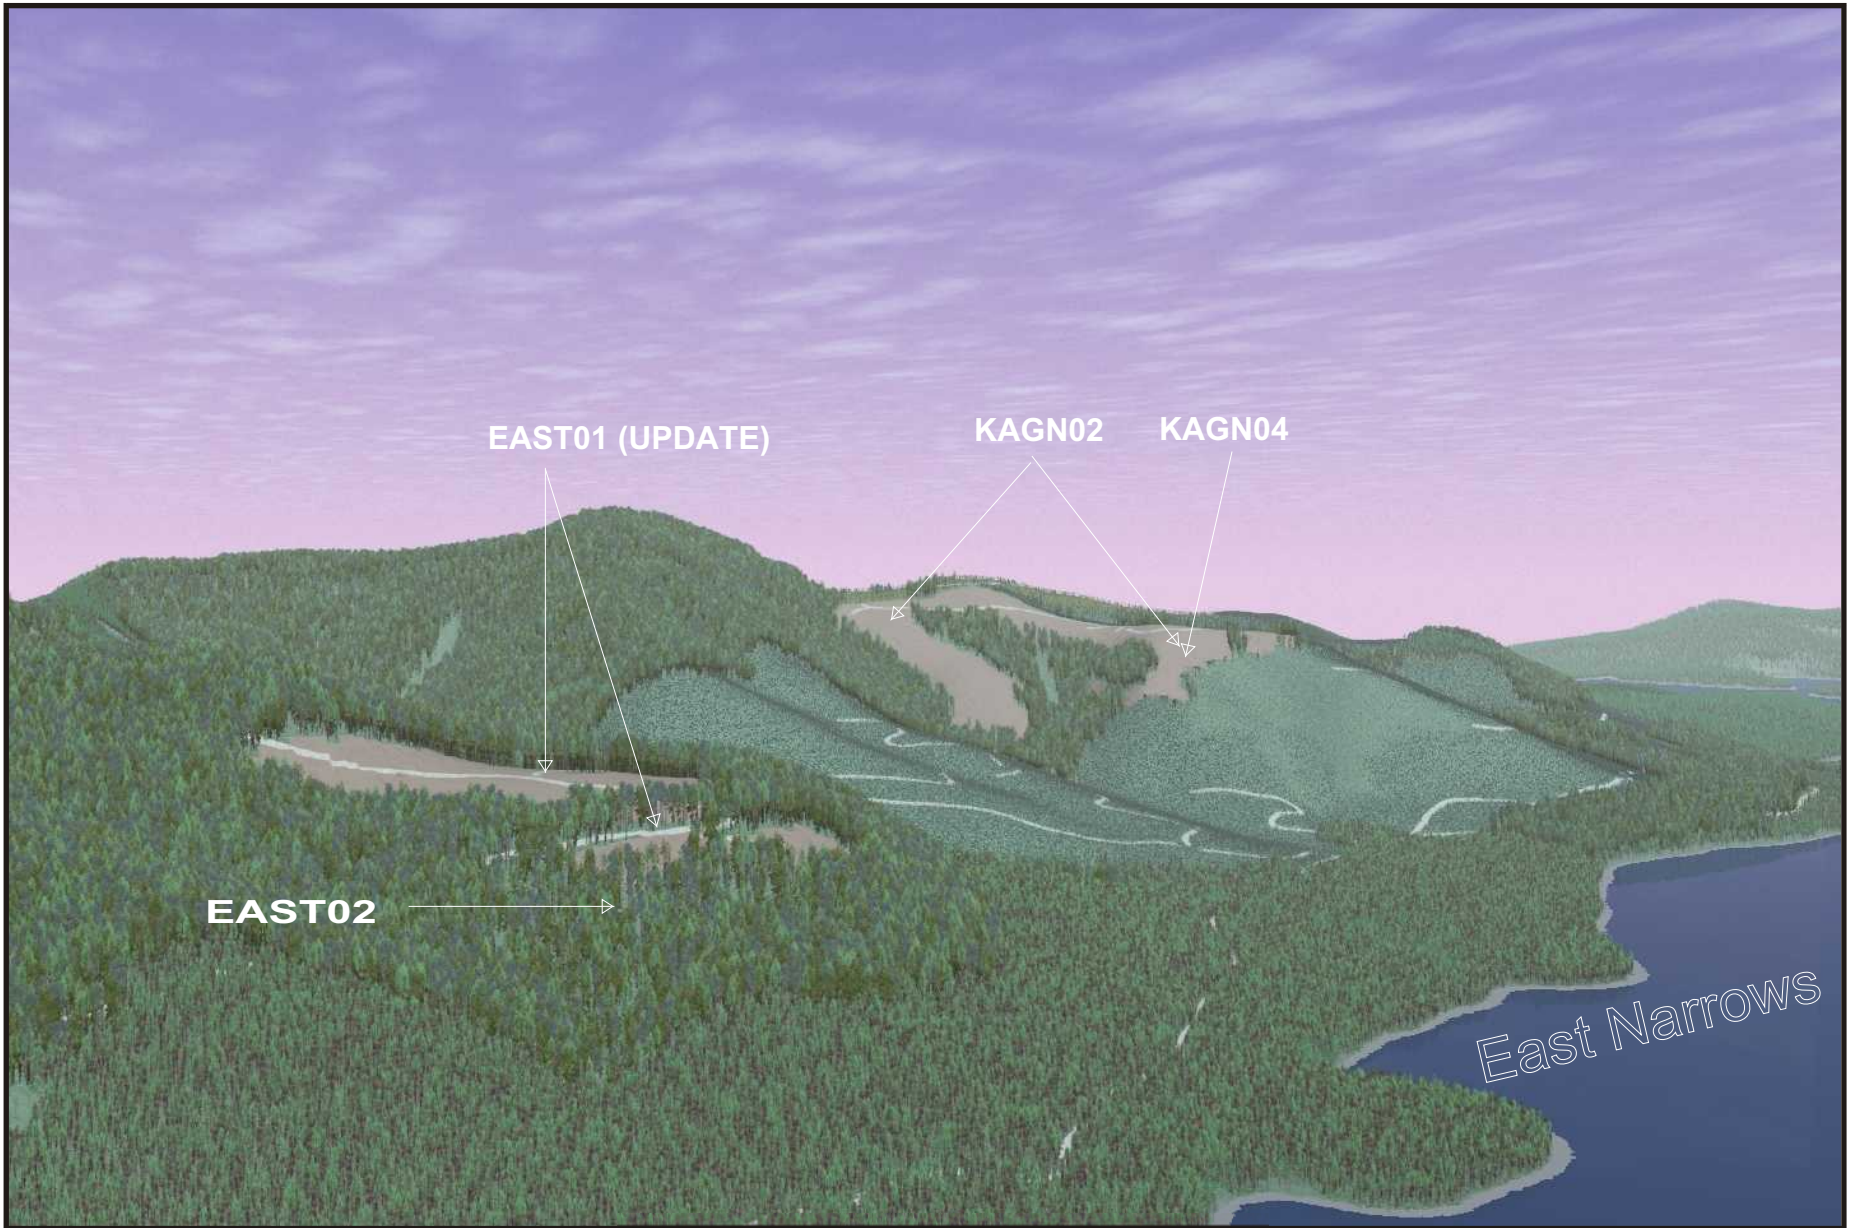 EAST01 (UPDATE)
KAGN02
KAGN04
EAST02
East Narrows